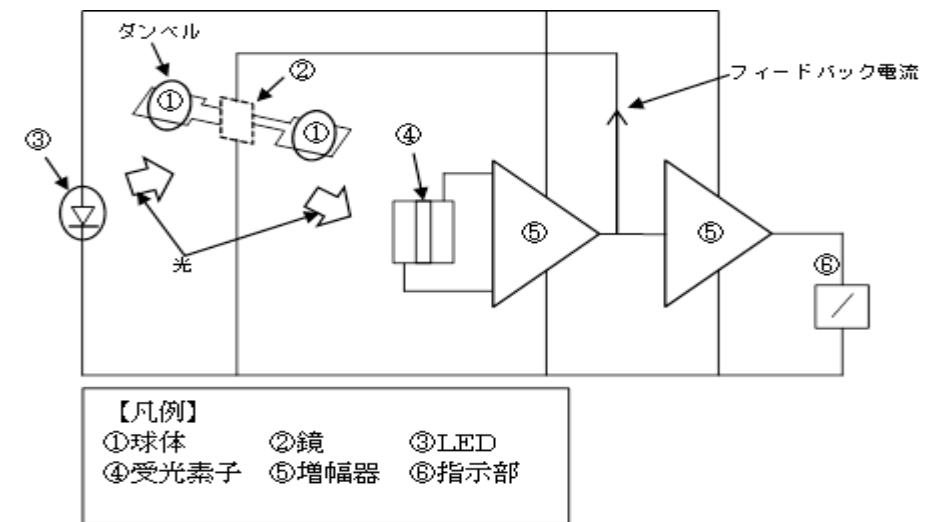 ダンベル
②
フィードバック電流
①
①
④
③
⑤
⑤
光
⑥
【凡例】
①球体 ②鏡 ③LED
④受光素子 ⑤増幅器 ⑥指示部